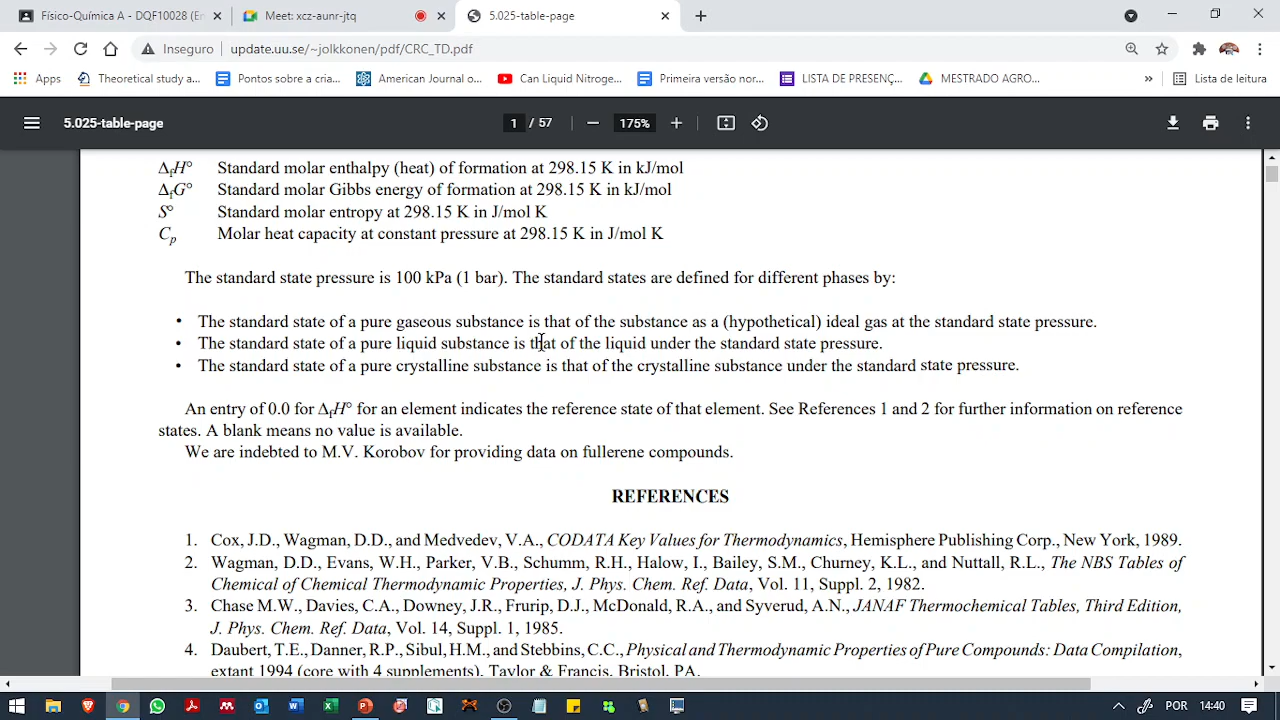 Físico-Química A - DQF10028 (En
Meet: xcz-aunr-jtq
5.025-table-page
Inseguro | update.uu.se/~jolkkonen/pdf/CRC_TD.pdf
Apps
Theoretical study a...
Pontos sobre a cria...
American Journal o...
Can Liquid Nitroge...
Primeira versão nor...
LISTA DE PRESENÇ...
MESTRADO AGRO...
»
Lista de leitura
5.025-table-page
1 / 57
175%
ΔfH° Standard molar enthalpy (heat) of formation at 298.15 K in kJ/mol
ΔfG° Standard molar Gibbs energy of formation at 298.15 K in kJ/mol
S° Standard molar entropy at 298.15 K in J/mol K
Cp Molar heat capacity at constant pressure at 298.15 K in J/mol K
The standard state pressure is 100 kPa (1 bar). The standard states are defined for different phases by:
• The standard state of a pure gaseous substance is that of the substance as a (hypothetical) ideal gas at the standard state pressure.
• The standard state of a pure liquid substance is that of the liquid under the standard state pressure.
• The standard state of a pure crystalline substance is that of the crystalline substance under the standard state pressure.
An entry of 0.0 for ΔfH° for an element indicates the reference state of that element. See References 1 and 2 for further information on reference
states. A blank means no value is available.
We are indebted to M.V. Korobov for providing data on fullerene compounds.
REFERENCES
1. Cox, J.D., Wagman, D.D., and Medvedev, V.A., CODATA Key Values for Thermodynamics, Hemisphere Publishing Corp., New York, 1989.
2. Wagman, D.D., Evans, W.H., Parker, V.B., Schumm, R.H., Halow, I., Bailey, S.M., Churney, K.L., and Nuttall, R.L., The NBS Tables of
Chemical of Chemical Thermodynamic Properties, J. Phys. Chem. Ref. Data, Vol. 11, Suppl. 2, 1982.
3. Chase M.W., Davies, C.A., Downey, J.R., Frurip, D.J., McDonald, R.A., and Syverud, A.N., JANAF Thermochemical Tables, Third Edition,
J. Phys. Chem. Ref. Data, Vol. 14, Suppl. 1, 1985.
4. Daubert, T.E., Danner, R.P., Sibul, H.M., and Stebbins, C.C., Physical and Thermodynamic Properties of Pure Compounds: Data Compilation,
extant 1994 (core with 4 supplements), Taylor & Francis, Bristol, PA.
POR
14:40